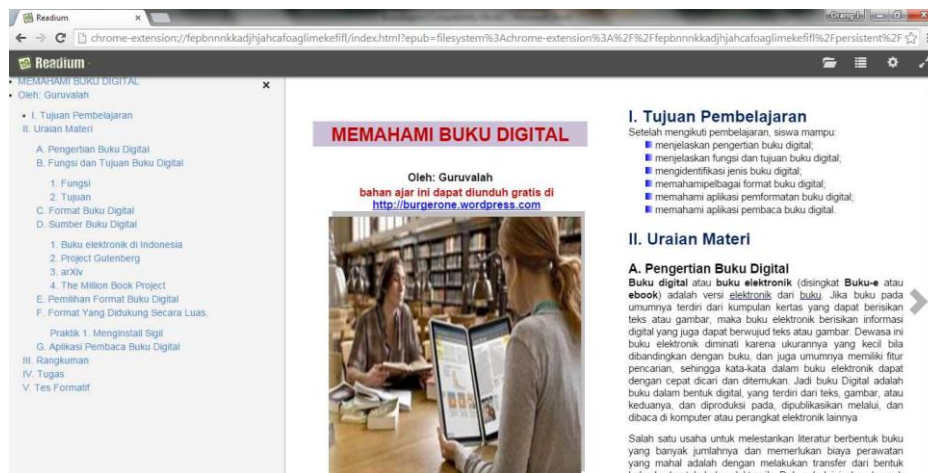 Readium
chrome-extension://fepbnnnkkadjhjahcafoaglimekefifl/index.html?epub=filesystem%3Achrome-extension%3A%2F%2Ffepbnnnkkadjhjahcafoaglimekefifl%2Fpersistent%2F
Readium
MEMAHAMI BUKU DIGITAL
Oleh: Guruvalah
I. Tujuan Pembelajaran
II. Uraian Materi
A. Pengertian Buku Digital
B. Fungsi dan Tujuan Buku Digital
1. Fungsi
2. Tujuan
C. Format Buku Digital
D. Sumber Buku Digital
1. Buku elektronik di Indonesia
2. Project Gutenberg
3. arXiv
4. The Million Book Project
E. Pemilihan Format Buku Digital
F. Format Yang Didukung Secara Luas.
Praktik 1. Menginstall Sigil
G. Aplikasi Pembaca Buku Digital
III. Rangkuman
IV. Tugas
V. Tes Formatif
MEMAHAMI BUKU DIGITAL
Oleh: Guruvalah
bahan ajar ini dapat diunduh gratis di
http://burgerone.wordpress.com
I. Tujuan Pembelajaran
Setelah mengikuti pembelajaran, siswa mampu:
menjelaskan pengertian buku digital;
menjelaskan fungsi dan tujuan buku digital;
mengidentifikasi jenis buku digital;
memahamipelbagai format buku digital;
memahami aplikasi pemformatan buku digital;
memahami aplikasi pembaca buku digital.
II. Uraian Materi
A. Pengertian Buku Digital
Buku digital atau buku elektronik (disingkat Buku-e atau
ebook) adalah versi elektronik dari buku. Jika buku pada
umumnya terdiri dari kumpulan kertas yang dapat berisikan
teks atau gambar, maka buku elektronik berisikan informasi
digital yang juga dapat berwujud teks atau gambar. Dewasa ini
buku elektronik diminati karena ukurannya yang kecil bila
dibandingkan dengan buku, dan juga umumnya memiliki fitur
pencarian, sehingga kata-kata dalam buku elektronik dapat
dengan cepat dicari dan ditemukan. Jadi buku Digital adalah
buku dalam bentuk digital, yang terdiri dari teks, gambar, atau
keduanya, dan diproduksi pada, dipublikasikan melalui, dan
dibaca di komputer atau perangkat elektronik lainnya
Salah satu usaha untuk melestarikan literatur berbentuk buku
yang banyak jumlahnya dan memerlukan biaya perawatan
yang mahal adalah dengan melakukan transfer dari bentuk